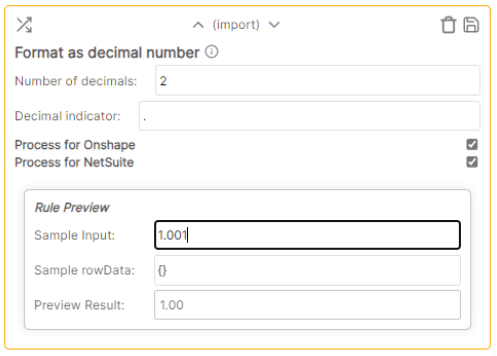 (import)
Format as decimal number
Number of decimals: 2
Decimal indicator: .
Process for Onshape
Process for NetSuite
Rule Preview
Sample Input: 1.001
Sample rowData: {}
Preview Result: 1.00